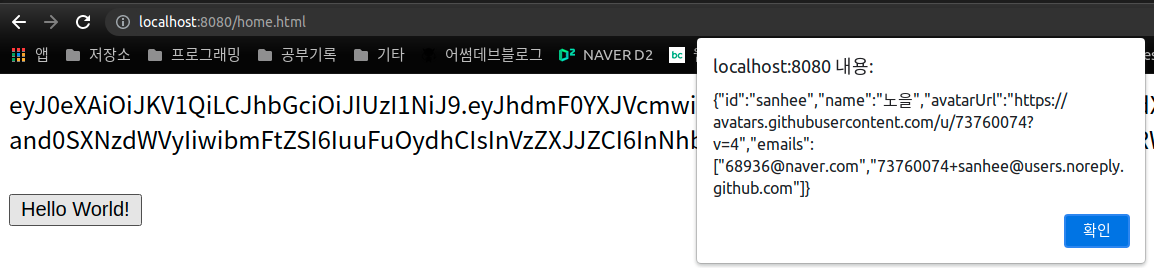 localhost:8080/home.html
앱 저장소 프로그래밍 공부기록 기타 어썸데브블로그 D2 NAVER D2 bc
localhost:8080 내용:
{"id":"sanhee","name":"노을","avatarUrl":"https://
avatars.githubusercontent.com/u/73760074?
v=4","emails":
["68936@naver.com","73760074+sanhee@users.noreply.
github.com"]}
확인
eyJ0eXAiOiJKV1QiLCJhbGciOiJIUzI1NiJ9.eyJhdmF0YXJVcmwi
and0SXNzdWVyIiwibmFtZSI6IuuFuOydhCIsInVzZXJJZCI6InNhb
Hello World!